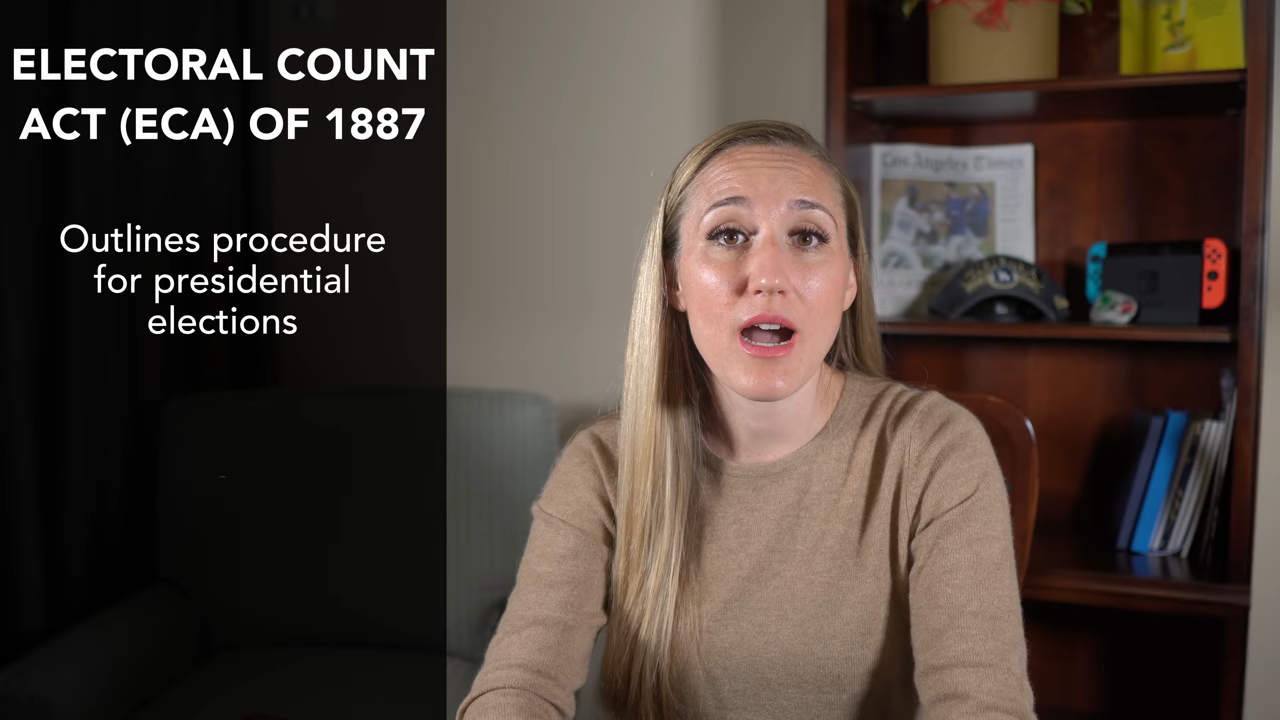 ELECTORAL COUNT
ACT (ECA) OF 1887
Outlines procedure
for presidential
elections
Los Angeles Times